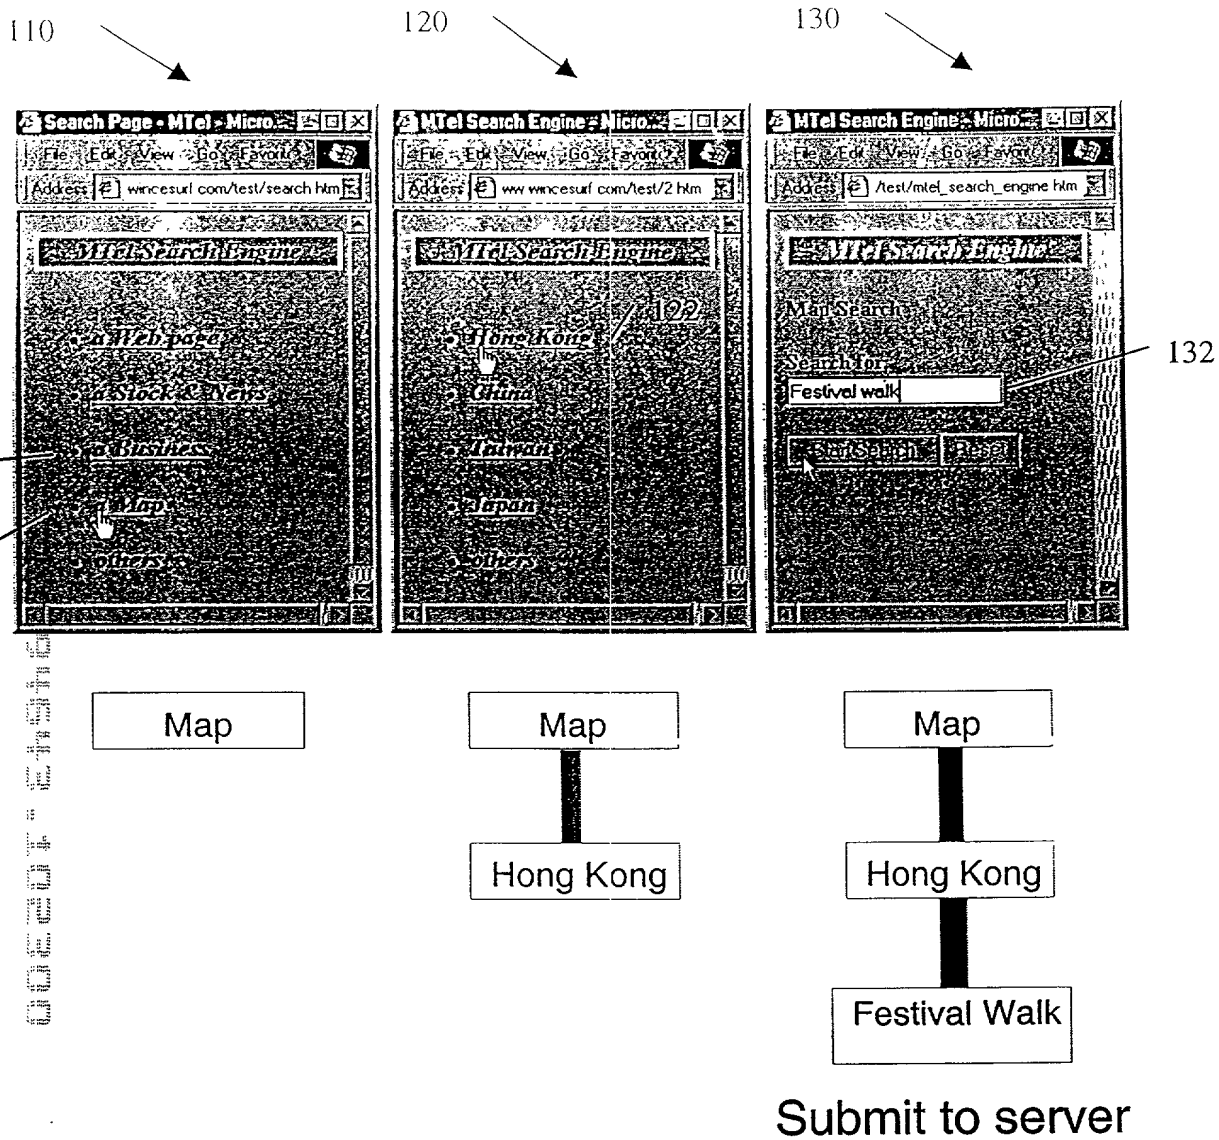 110
120
130
Search Page - MTel - Micro...
File Edit View Go Favorit
Address wincesurf com/test/search htm
MTel Search Engine
a Web page
a Stock & News
a Business
Map
others
MTel Search Engine - Micro...
File Edit View Go Favorit
Address ww wincesurf com/test/2 htm
MTel Search Engine
122
Hong Kong
China
Taiwan
Japan
others
MTel Search Engine - Micro...
File Edit View Go Favorit
Address /test/mtel_search_engine htm
MTel Search Engine
Map Search
Search for
132
Festival walk
Start Search Reset
Map
Map
Hong Kong
Map
Hong Kong
Festival Walk
Submit to server